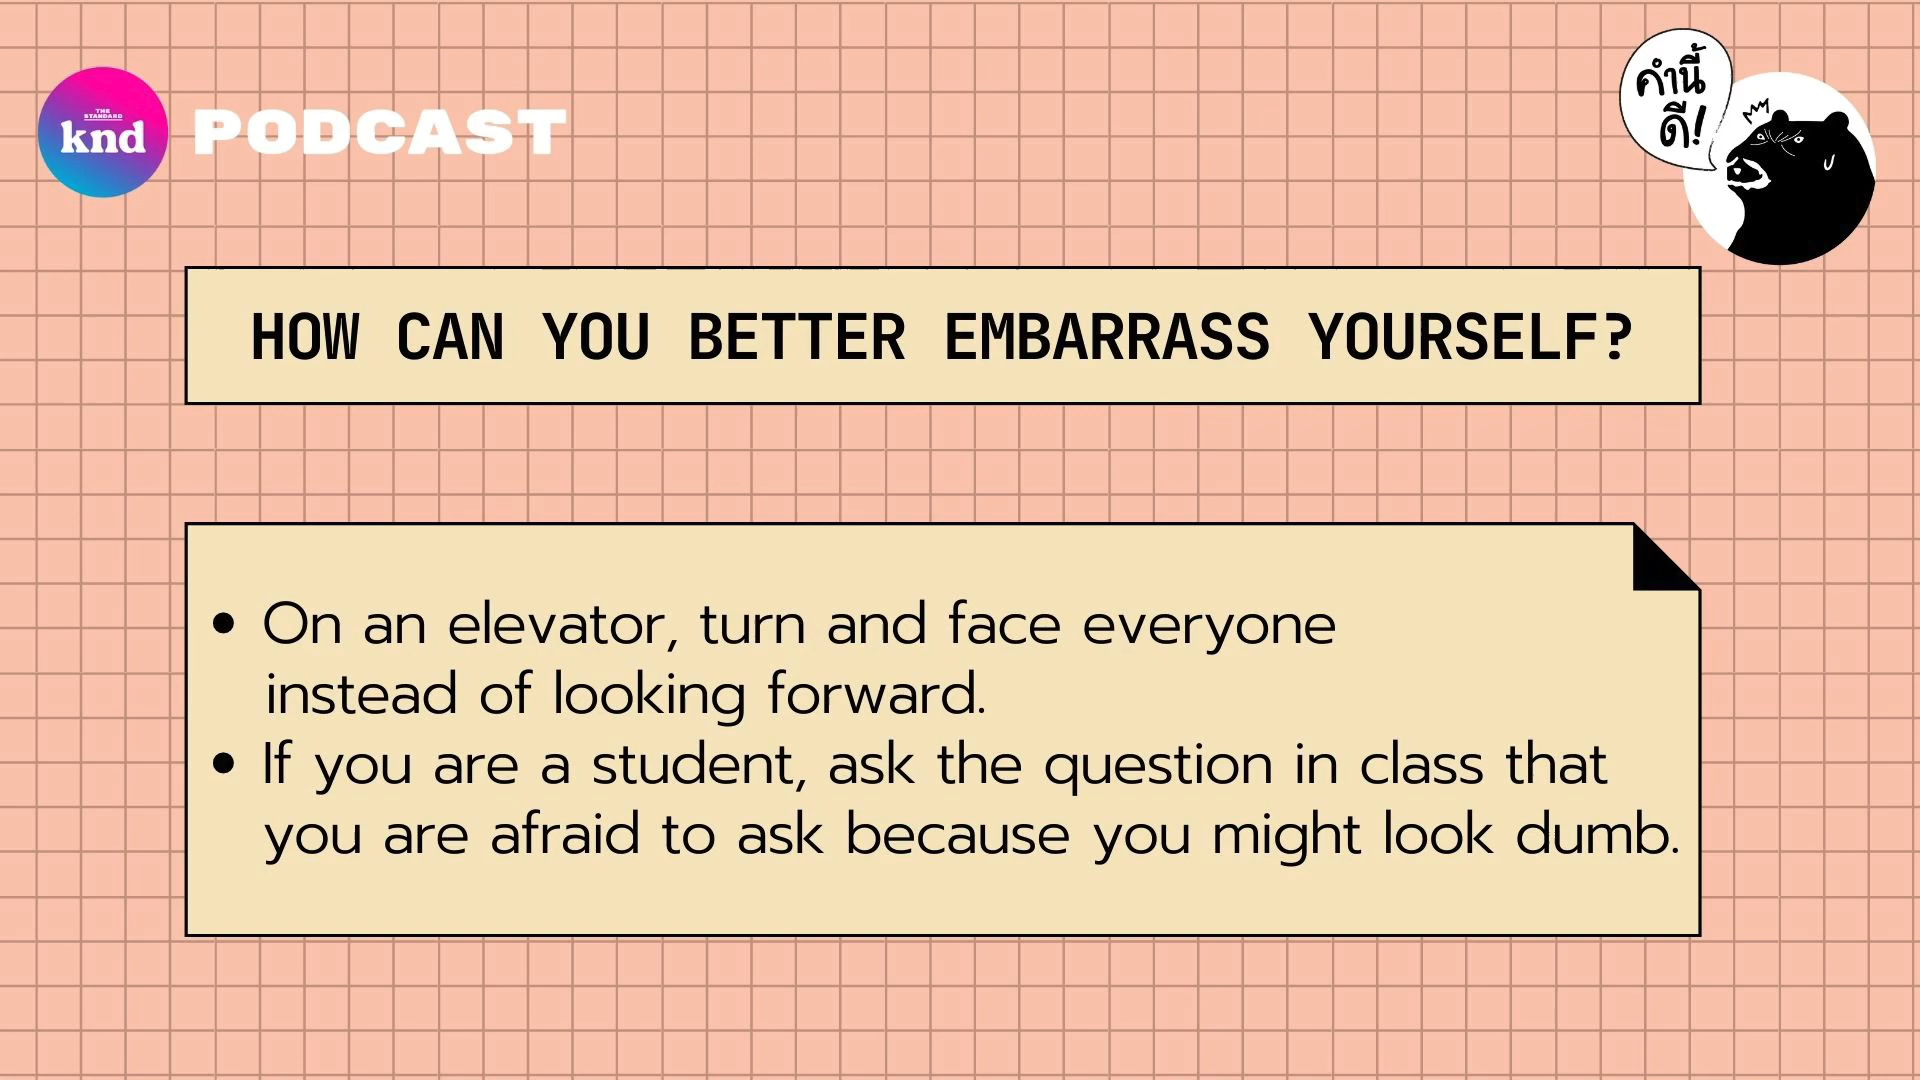 THE
STANDARD
knd
PODCAST
คำนี้
ดี!
HOW CAN YOU BETTER EMBARRASS YOURSELF?
• On an elevator, turn and face everyone
instead of looking forward.
• If you are a student, ask the question in class that
you are afraid to ask because you might look dumb.